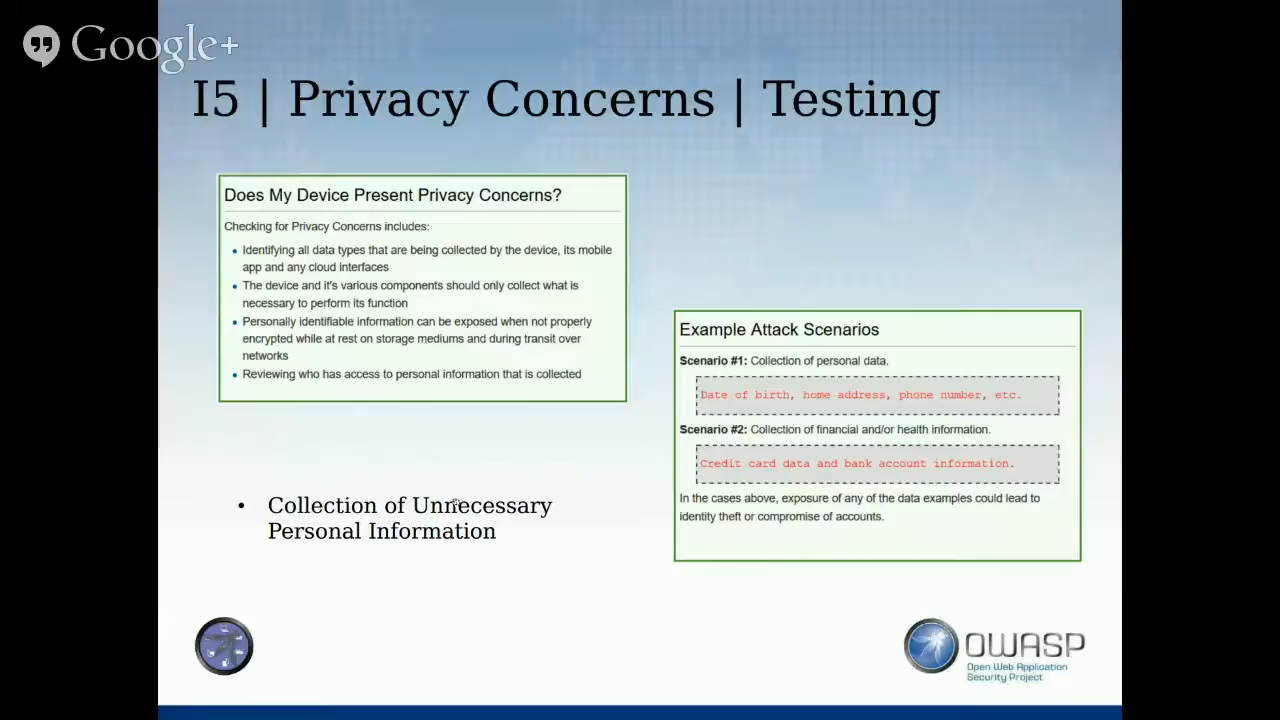 Google+
I5 | Privacy Concerns | Testing
Does My Device Present Privacy Concerns?
Checking for Privacy Concerns includes:
• Identifying all data types that are being collected by the device, its mobile
app and any cloud interfaces
• The device and it's various components should only collect what is
necessary to perform its function
• Personally identifiable information can be exposed when not properly
encrypted while at rest on storage mediums and during transit over
networks
• Reviewing who has access to personal information that is collected
Example Attack Scenarios
Scenario #1: Collection of personal data.
Date of birth, home address, phone number, etc.
Scenario #2: Collection of financial and/or health information.
Credit card data and bank account information.
In the cases above, exposure of any of the data examples could lead to
identity theft or compromise of accounts.
• Collection of Unnecessary
Personal Information
OWASP
Open Web Application
Security Project